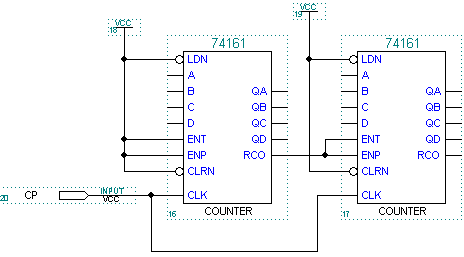 VCC
18
VCC
19
74161
LDN
A
B QA
C QB
D QC
ENT QD
ENP RCO
CLRN
CLK
16 COUNTER
74161
LDN
A
B QA
C QB
D QC
ENT QD
ENP RCO
CLRN
CLK
17 COUNTER
20 CP INPUT
VCC